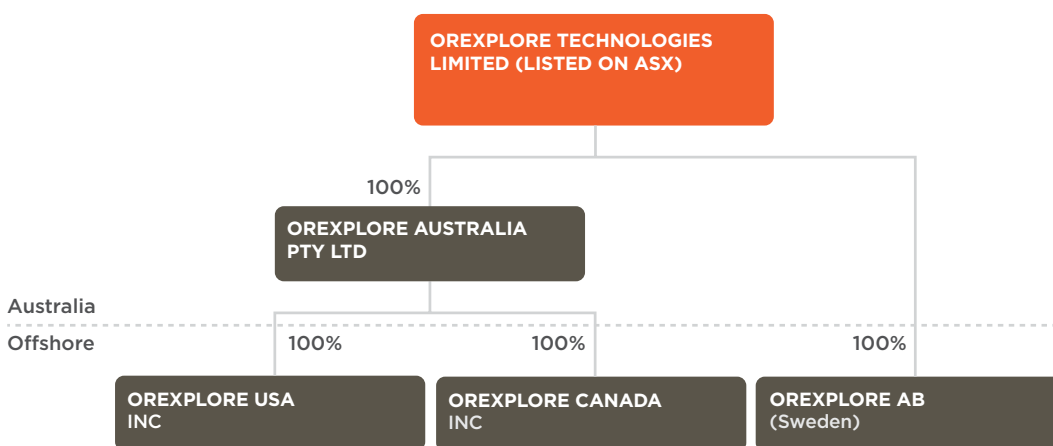 OREXPLORE TECHNOLOGIES
LIMITED (LISTED ON ASX)
100%
OREXPLORE AUSTRALIA
PTY LTD
Australia
Offshore
100%
100%
100%
OREXPLORE USA
INC
OREXPLORE CANADA
INC
OREXPLORE AB
(Sweden)